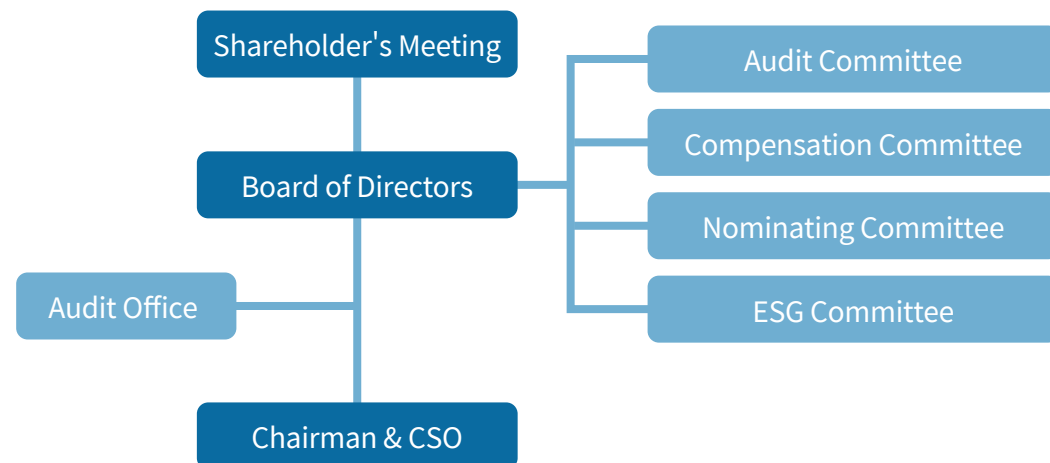 Shareholder's Meeting
Board of Directors
Audit Office
Chairman & CSO
Audit Committee
Compensation Committee
Nominating Committee
ESG Committee